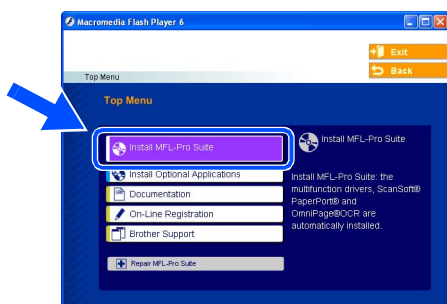 Macromedia Flash Player 6
Exit
Back
Top Menu
Top Menu
Install MFL-Pro Suite
Install Optional Applications
Documentation
On-Line Registration
Brother Support
Repair MFL-Pro Suite
Install MFL-Pro Suite
Install MFL-Pro Suite: the
multifunction drivers, ScanSoft®
PaperPort® and
OmniPage®OCR are
automatically installed.